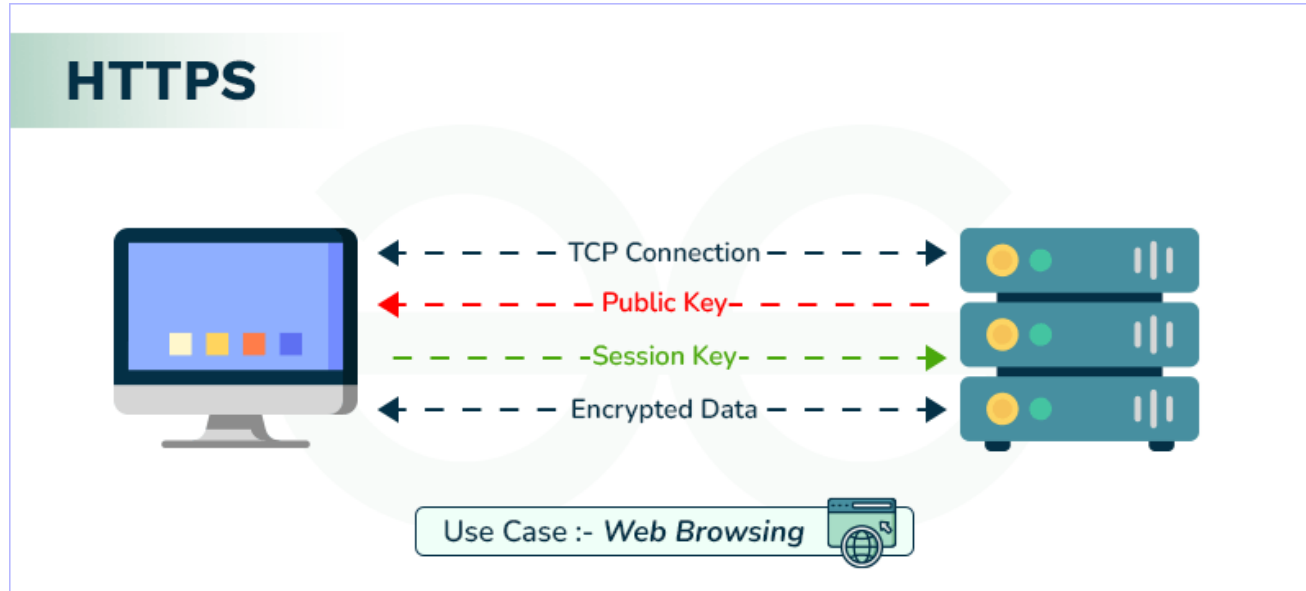 HTTPS
TCP Connection
Public Key
Session Key
Encrypted Data
Use Case :- Web Browsing